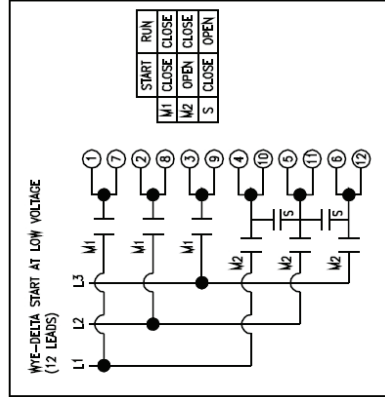 WYE-DELTA START AT LOW VOLTAGE
(12 LEADS)
L1 L2 L3
M1
M1
M1
M2
S
M2
S
M2
1
7
2
8
3
9
4
10
5
11
6
12
START RUN
M1 CLOSE CLOSE
M2 OPEN CLOSE
S CLOSE OPEN